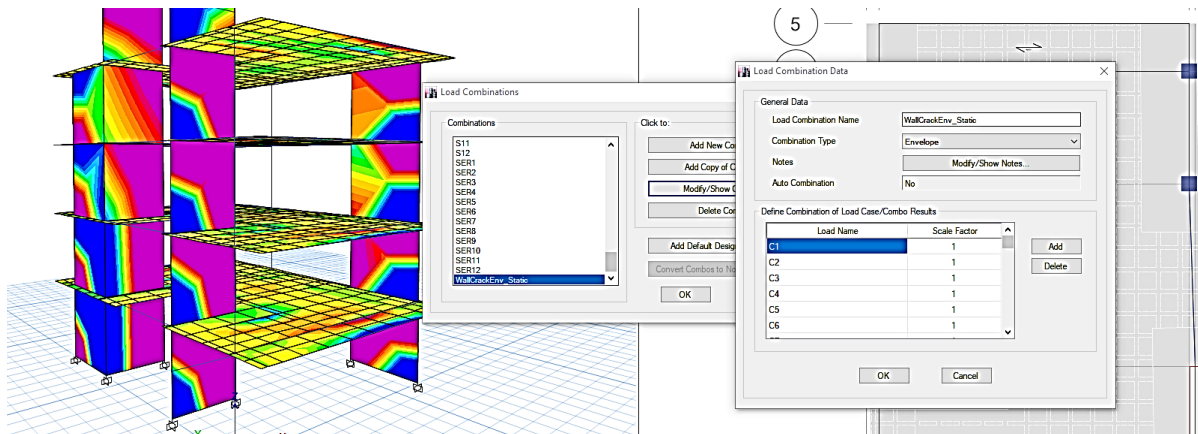 5
Load Combinations
Combinations
S11
S12
SER1
SER2
SER3
SER4
SER5
SER6
SER7
SER8
SER9
SER10
SER11
SER12
WallCrackEnv_Static
Click to:
Add New Co
Add Copy of C
Modify/Show C
Delete Co
Add Default Desig
Convert Combos to No
OK
Load Combination Data
General Data
Load Combination Name WallCrackEnv_Static
Combination Type Envelope
Notes Modify/Show Notes...
Auto Combination No
Define Combination of Load Case/Combo Results
Load Name Scale Factor
C1 1
C2 1
C3 1
C4 1
C5 1
C6 1
Add
Delete
OK Cancel